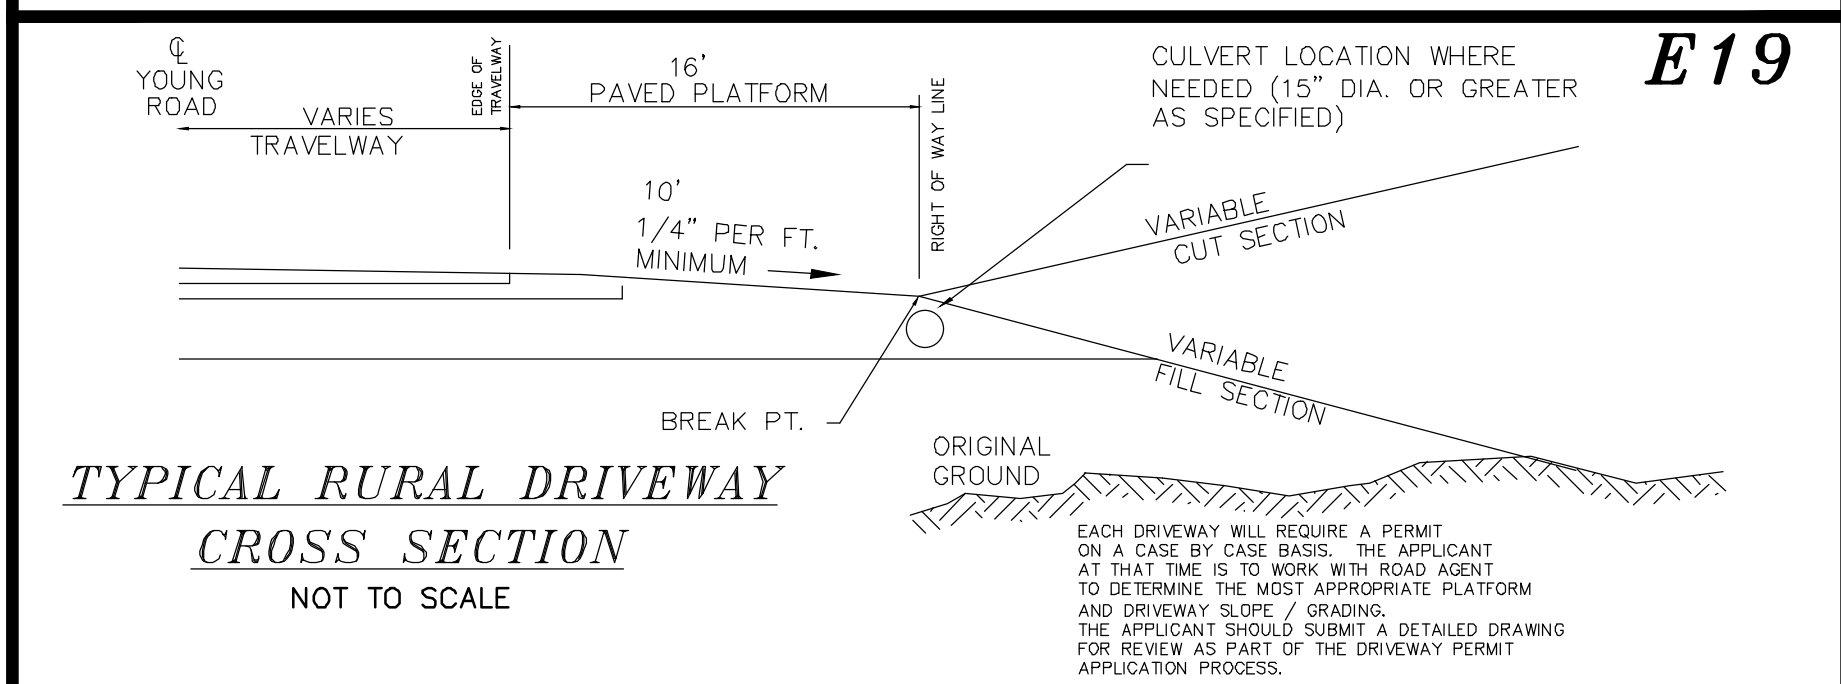 ℄
YOUNG
ROAD
VARIES
TRAVELWAY
EDGE OF
TRAVELWAY
16'
PAVED PLATFORM
RIGHT OF WAY LINE
CULVERT LOCATION WHERE
NEEDED (15" DIA. OR GREATER
AS SPECIFIED)
E19
10'
1/4" PER FT.
MINIMUM
VARIABLE
CUT SECTION
VARIABLE
FILL SECTION
BREAK PT.
ORIGINAL
GROUND
TYPICAL RURAL DRIVEWAY
CROSS SECTION
NOT TO SCALE
EACH DRIVEWAY WILL REQUIRE A PERMIT
ON A CASE BY CASE BASIS. THE APPLICANT
AT THAT TIME IS TO WORK WITH ROAD AGENT
TO DETERMINE THE MOST APPROPRIATE PLATFORM
AND DRIVEWAY SLOPE / GRADING.
THE APPLICANT SHOULD SUBMIT A DETAILED DRAWING
FOR REVIEW AS PART OF THE DRIVEWAY PERMIT
APPLICATION PROCESS.